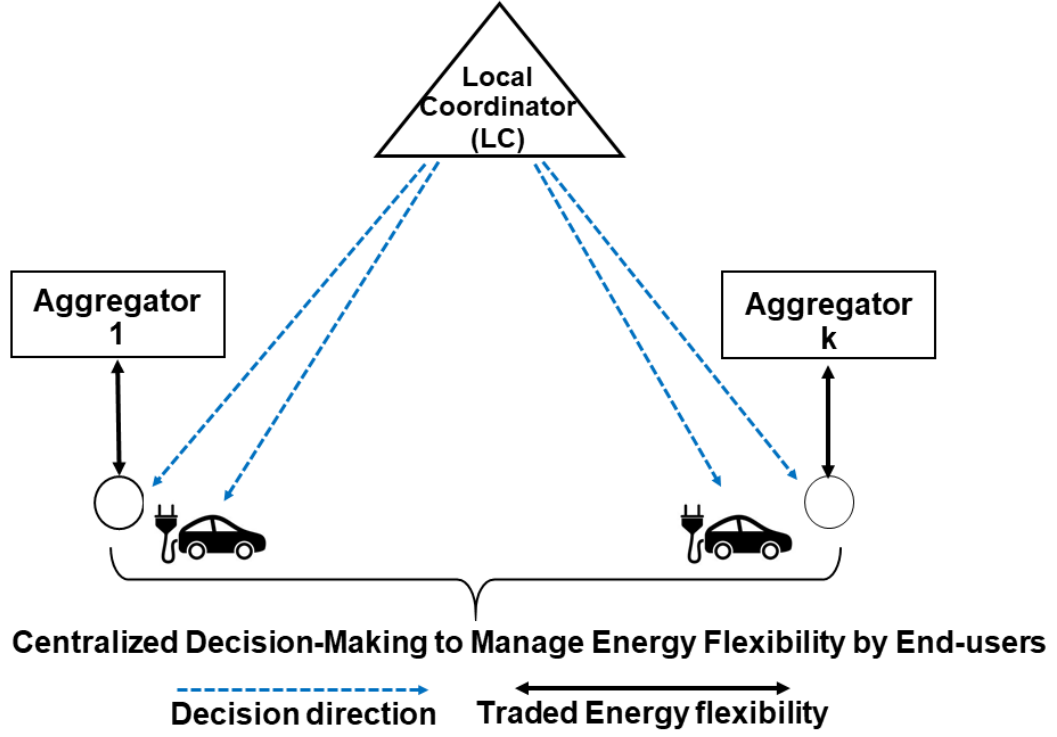 Local
Coordinator
(LC)
Aggregator
1
Aggregator
k
Centralized Decision-Making to Manage Energy Flexibility by End-users
Decision direction
Traded Energy flexibility